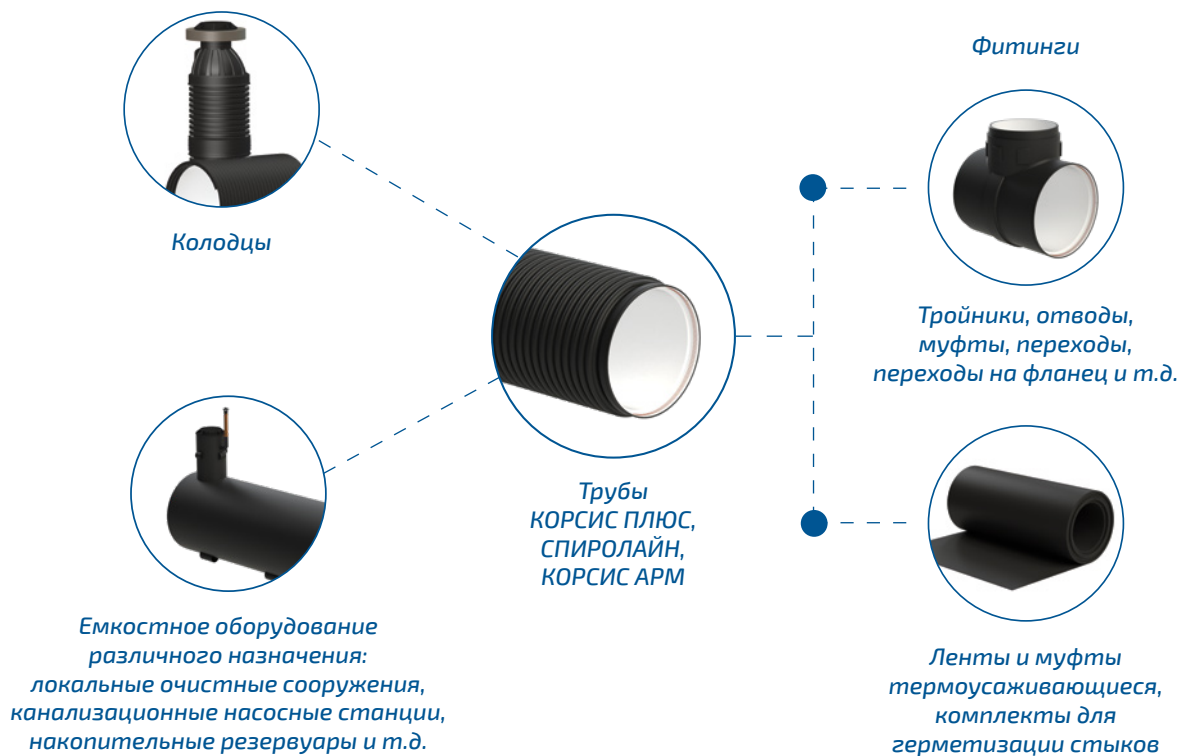 Колодцы
Емкостное оборудование
различного назначения:
локальные очистные сооружения,
канализационные насосные станции,
накопительные резервуары и т.д.
Трубы
КОРСИС ПЛЮС,
СПИРОЛАЙН,
КОРСИС АРМ
Фитинги
Тройники, отводы,
муфты, переходы,
переходы на фланец и т.д.
Ленты и муфты
термоусаживающиеся,
комплекты для
герметизации стыков